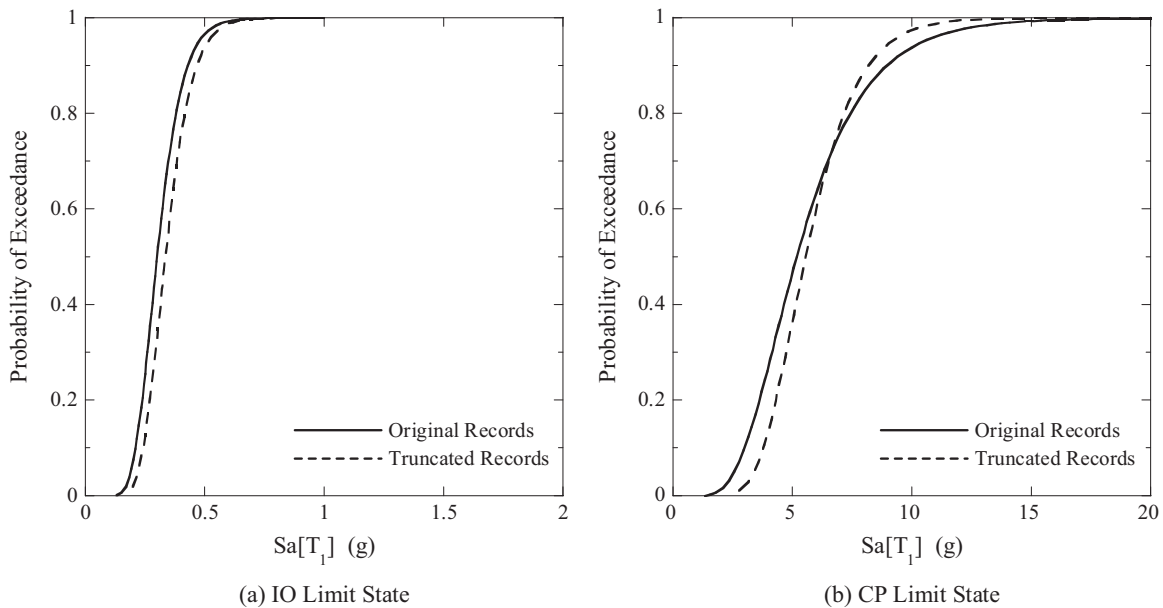 1
0.8
0.6
0.4
0.2
0
Probability of Exceedance
Original Records
Truncated Records
0 0.5 1 1.5 2
Sa[T1] (g)
(a) IO Limit State
1
0.8
0.6
0.4
0.2
0
Probability of Exceedance
Original Records
Truncated Records
0 5 10 15 20
Sa[T1] (g)
(b) CP Limit State